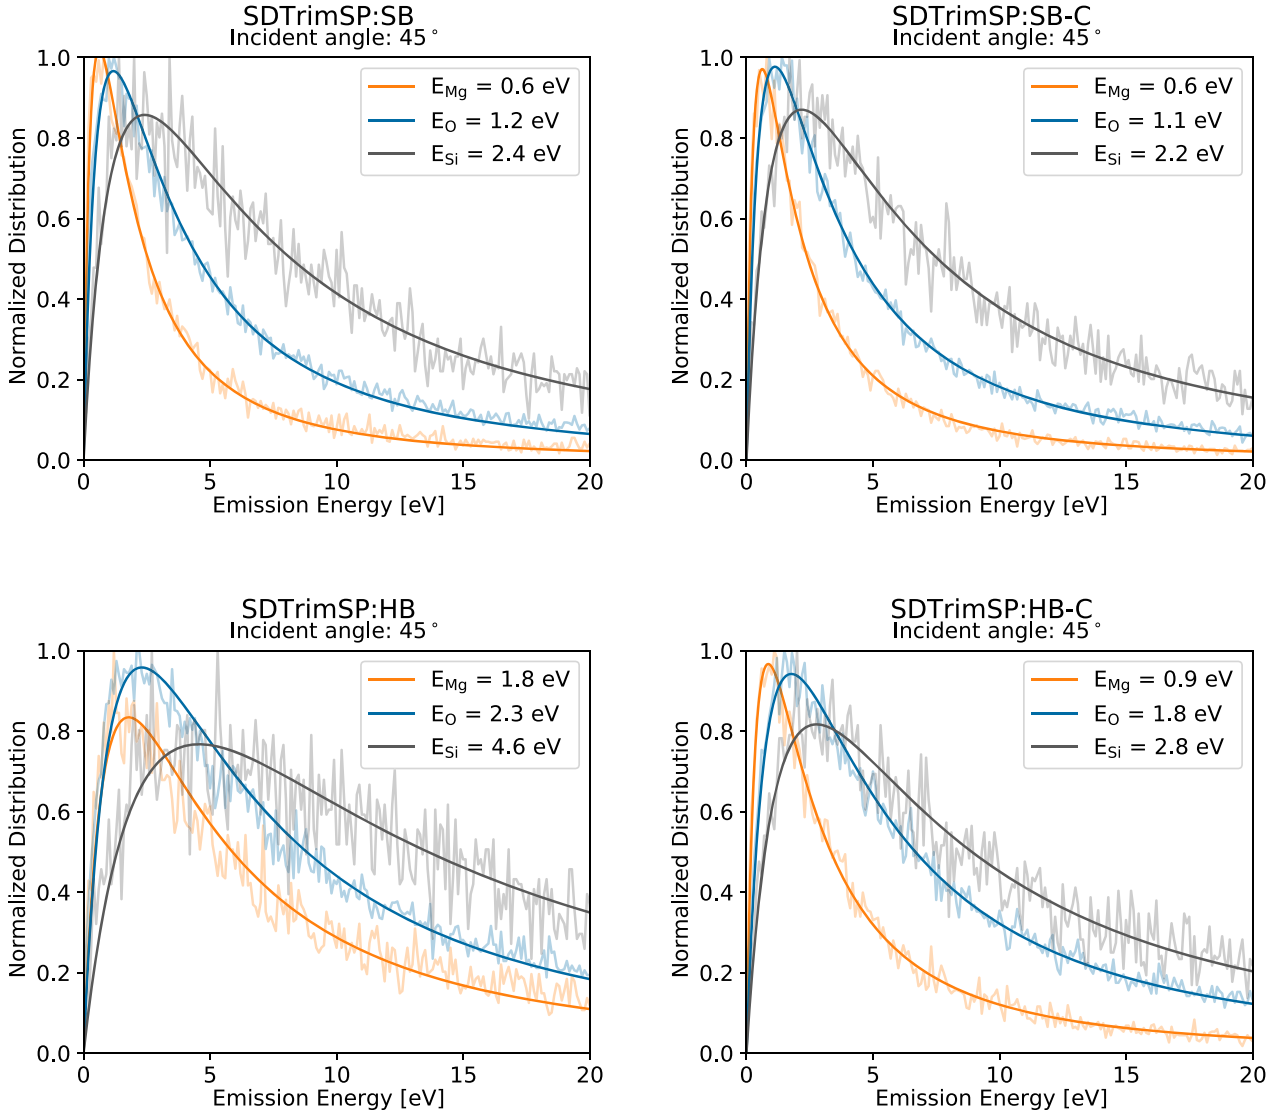 SDTrimSP:SB
Incident angle: 45°
Normalized Distribution
1.0
0.8
0.6
0.4
0.2
0.0
E_Mg = 0.6 eV
E_O = 1.2 eV
E_Si = 2.4 eV
0 5 10 15 20
Emission Energy [eV]
SDTrimSP:SB-C
Incident angle: 45°
Normalized Distribution
1.0
0.8
0.6
0.4
0.2
0.0
E_Mg = 0.6 eV
E_O = 1.1 eV
E_Si = 2.2 eV
0 5 10 15 20
Emission Energy [eV]
SDTrimSP:HB
Incident angle: 45°
Normalized Distribution
1.0
0.8
0.6
0.4
0.2
0.0
E_Mg = 1.8 eV
E_O = 2.3 eV
E_Si = 4.6 eV
0 5 10 15 20
Emission Energy [eV]
SDTrimSP:HB-C
Incident angle: 45°
Normalized Distribution
1.0
0.8
0.6
0.4
0.2
0.0
E_Mg = 0.9 eV
E_O = 1.8 eV
E_Si = 2.8 eV
0 5 10 15 20
Emission Energy [eV]